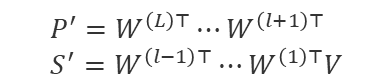 P′ = W⁽ᴸ⁾⊤ ⋯ W⁽ˡ⁺¹⁾⊤
S′ = W⁽ˡ⁻¹⁾⊤ ⋯ W⁽¹⁾⊤V